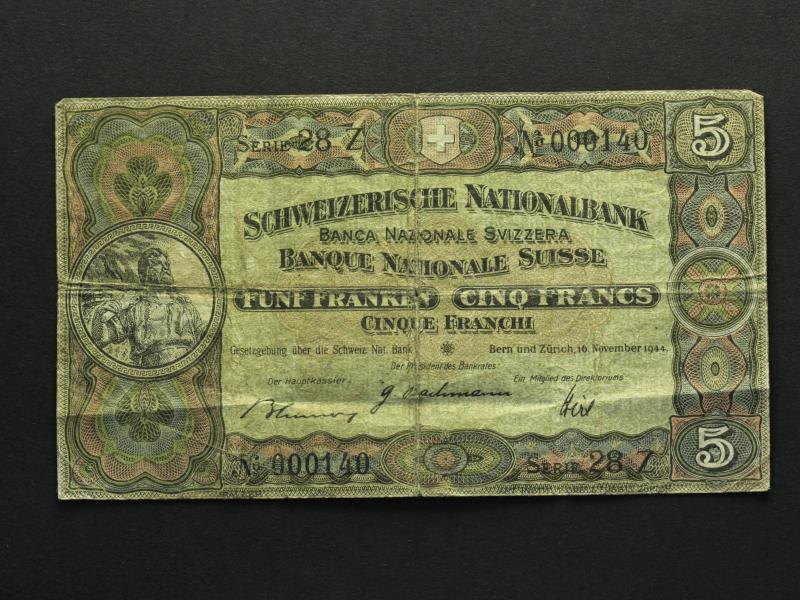 SERIE 28 Z
No 000140
5
SCHWEIZERISCHE NATIONALBANK
BANCA NAZIONALE SVIZZERA
BANQUE NATIONALE SUISSE
FÜNF FRANKEN CINQ FRANCS
CINQUE FRANCHI
Gesetzgebung über die Schweiz. Nat. Bank
Bern und Zürich, 16. November 1944.
Der Präsident des Bankrates:
Der Hauptkassier:
Ein Mitglied des Direktoriums
G Bachmann
Hirs
No 000140
SERIE 28 Z
5